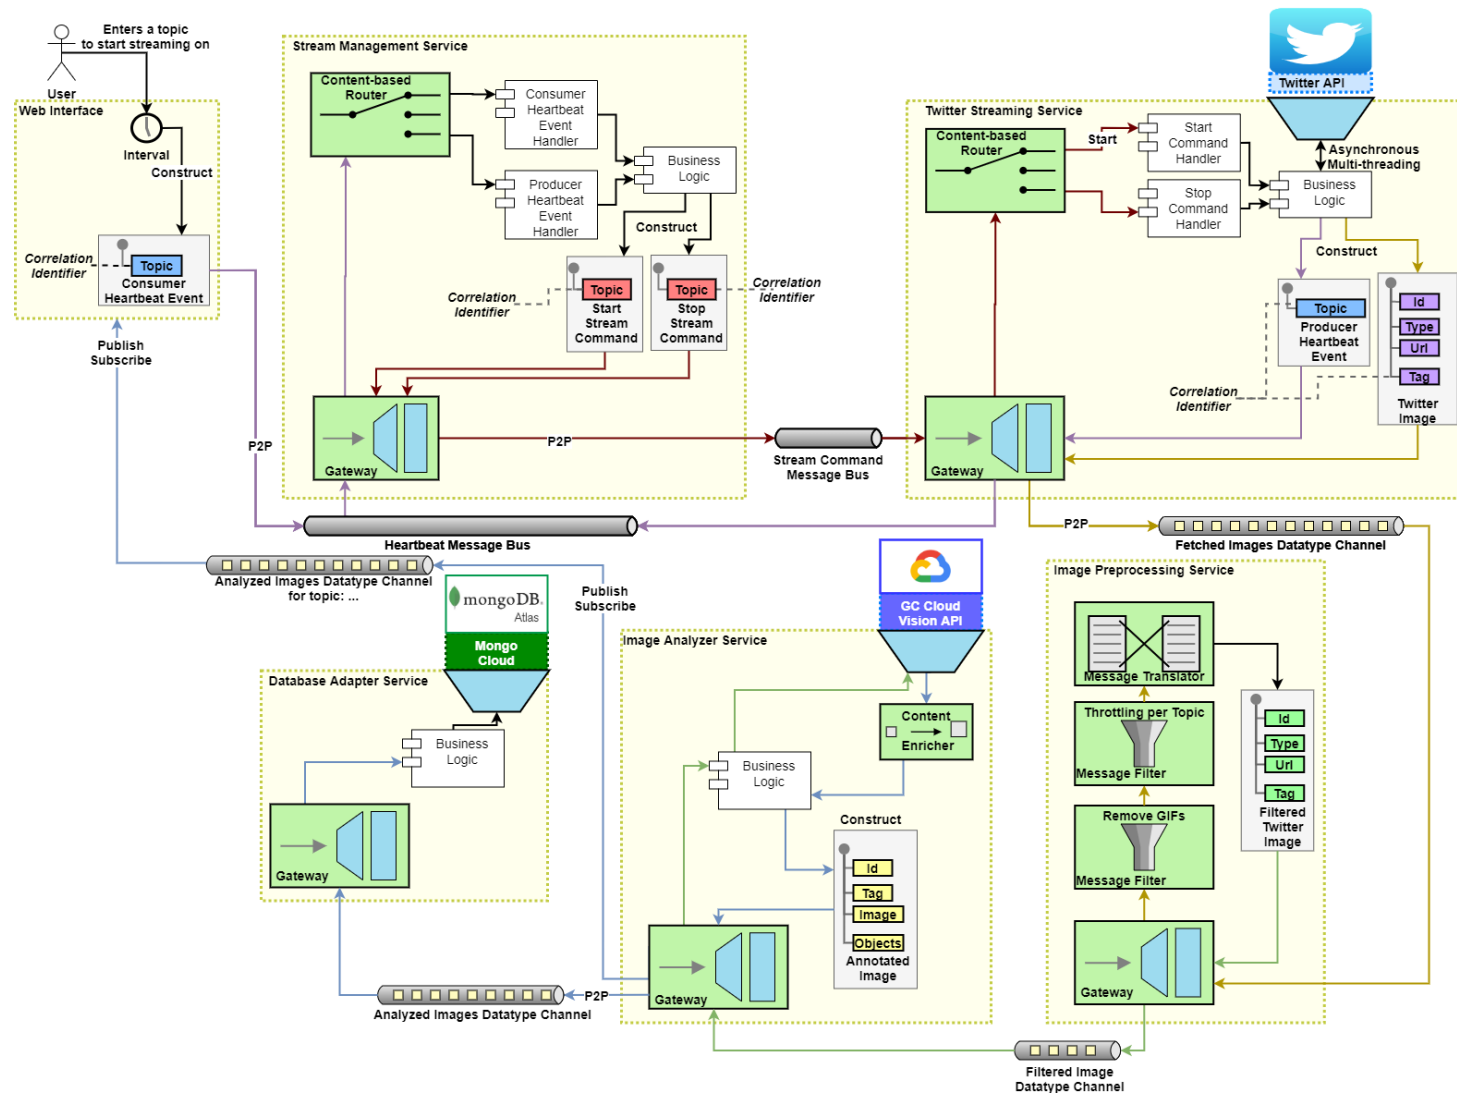 Enters a topic
to start streaming on
User
Web Interface
Interval
Construct
Correlation
Identifier
Topic
Consumer
Heartbeat Event
Publish
Subscribe
P2P
Stream Management Service
Content-based
Router
Consumer
Heartbeat
Event
Handler
Producer
Heartbeat
Event
Handler
Business
Logic
Construct
Correlation
Identifier
Topic
Start
Stream
Command
Topic
Stop
Stream
Command
Correlation
Identifier
Gateway
P2P
Stream Command
Message Bus
Heartbeat Message Bus
Twitter API
Twitter Streaming Service
Content-based
Router
Start
Start
Command
Handler
Stop
Command
Handler
Asynchronous
Multi-threading
Business
Logic
Construct
Topic
Producer
Heartbeat
Event
Id
Type
Url
Tag
Twitter
Image
Correlation
Identifier
Gateway
P2P
Fetched Images Datatype Channel
Analyzed Images Datatype Channel
for topic: ...
Publish
Subscribe
mongoDB.
Atlas
Mongo
Cloud
Database Adapter Service
Business
Logic
Gateway
Analyzed Images Datatype Channel
P2P
GC Cloud
Vision API
Image Analyzer Service
Content
Enricher
Business
Logic
Construct
Id
Tag
Image
Objects
Annotated
Image
Gateway
Image Preprocessing Service
Message Translator
Throttling per Topic
Message Filter
Remove GIFs
Message Filter
Id
Type
Url
Tag
Filtered
Twitter
Image
Gateway
Filtered Image
Datatype Channel